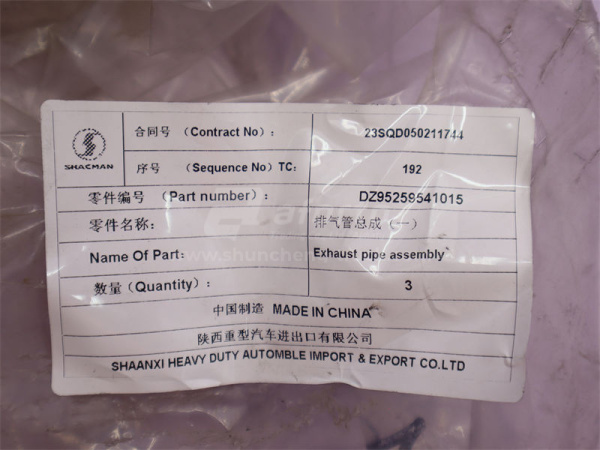 合同号 (Contract No): 23SQD050211744
SHACMAN
序号 (Sequence No) TC: 192
零件编号 (Part number): DZ95259541015
零件名称: 排气管总成(一)
Name Of Part: Exhaust pipe assembly
数量(Quantity): 3
中国制造 MADE IN CHINA
陕西重型汽车进出口有限公司
SHAANXI HEAVY DUTY AUTOMBLE IMPORT & EXPORT CO.LTD